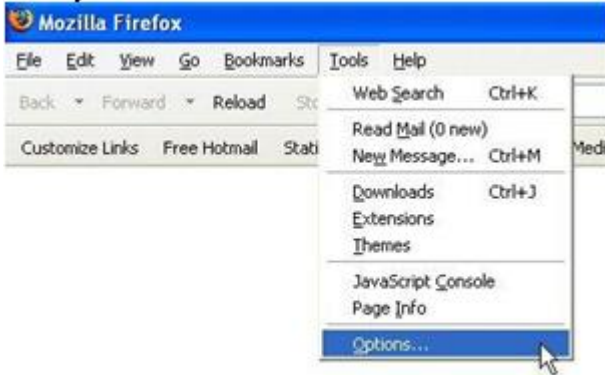 Mozilla Firefox
File Edit View Go Bookmarks Tools Help
Back Forward Reload
Web Search Ctrl+K
Read Mail (0 new)
Customize Links Free Hotmail
New Message... Ctrl+M
Downloads Ctrl+J
Extensions
Themes
JavaScript Console
Page Info
Options...